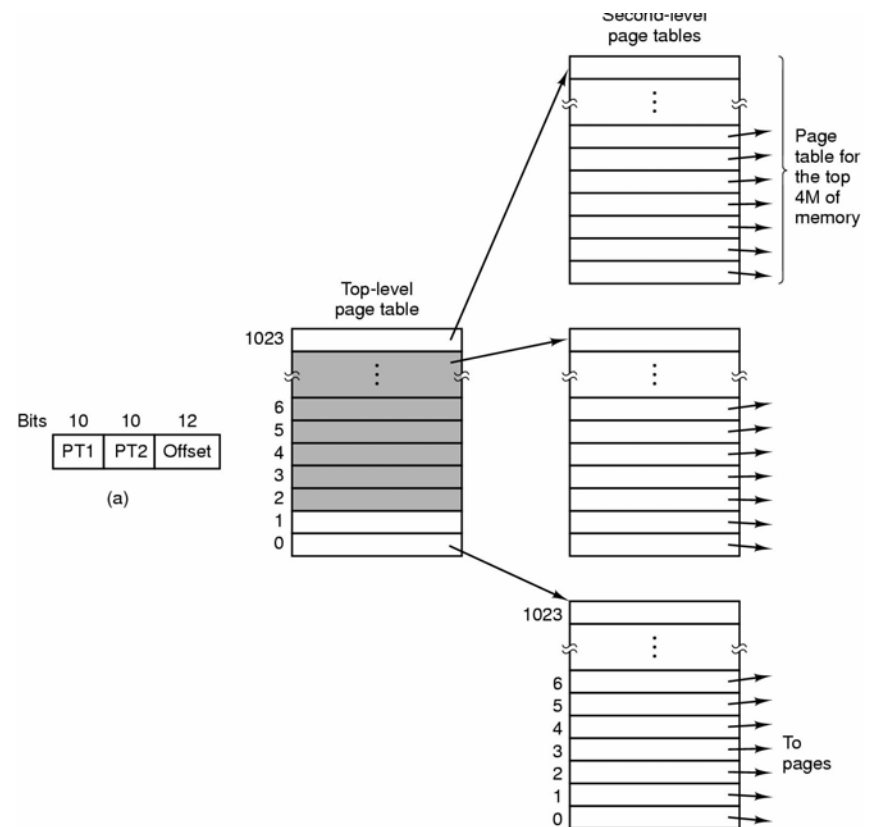 Second-level
page tables
Page
table for
the top
4M of
memory
Top-level
page table
1023
6
5
4
3
2
1
0
Bits 10 10 12
PT1 PT2 Offset
(a)
1023
6
5
4
3
2
1
0
To
pages